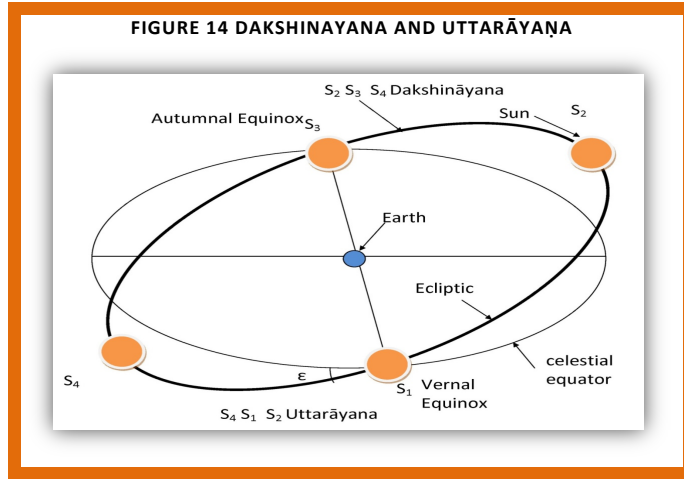 FIGURE 14 DAKSHINAYANA AND UTTARĀYAṆA
S₂ S₃ S₄ Dakshināyana
Autumnal Equinox
S₃
Sun
S₂
Earth
Ecliptic
celestial
equator
ε
S₄
S₁ Vernal
Equinox
S₄ S₁ S₂ Uttarāyana